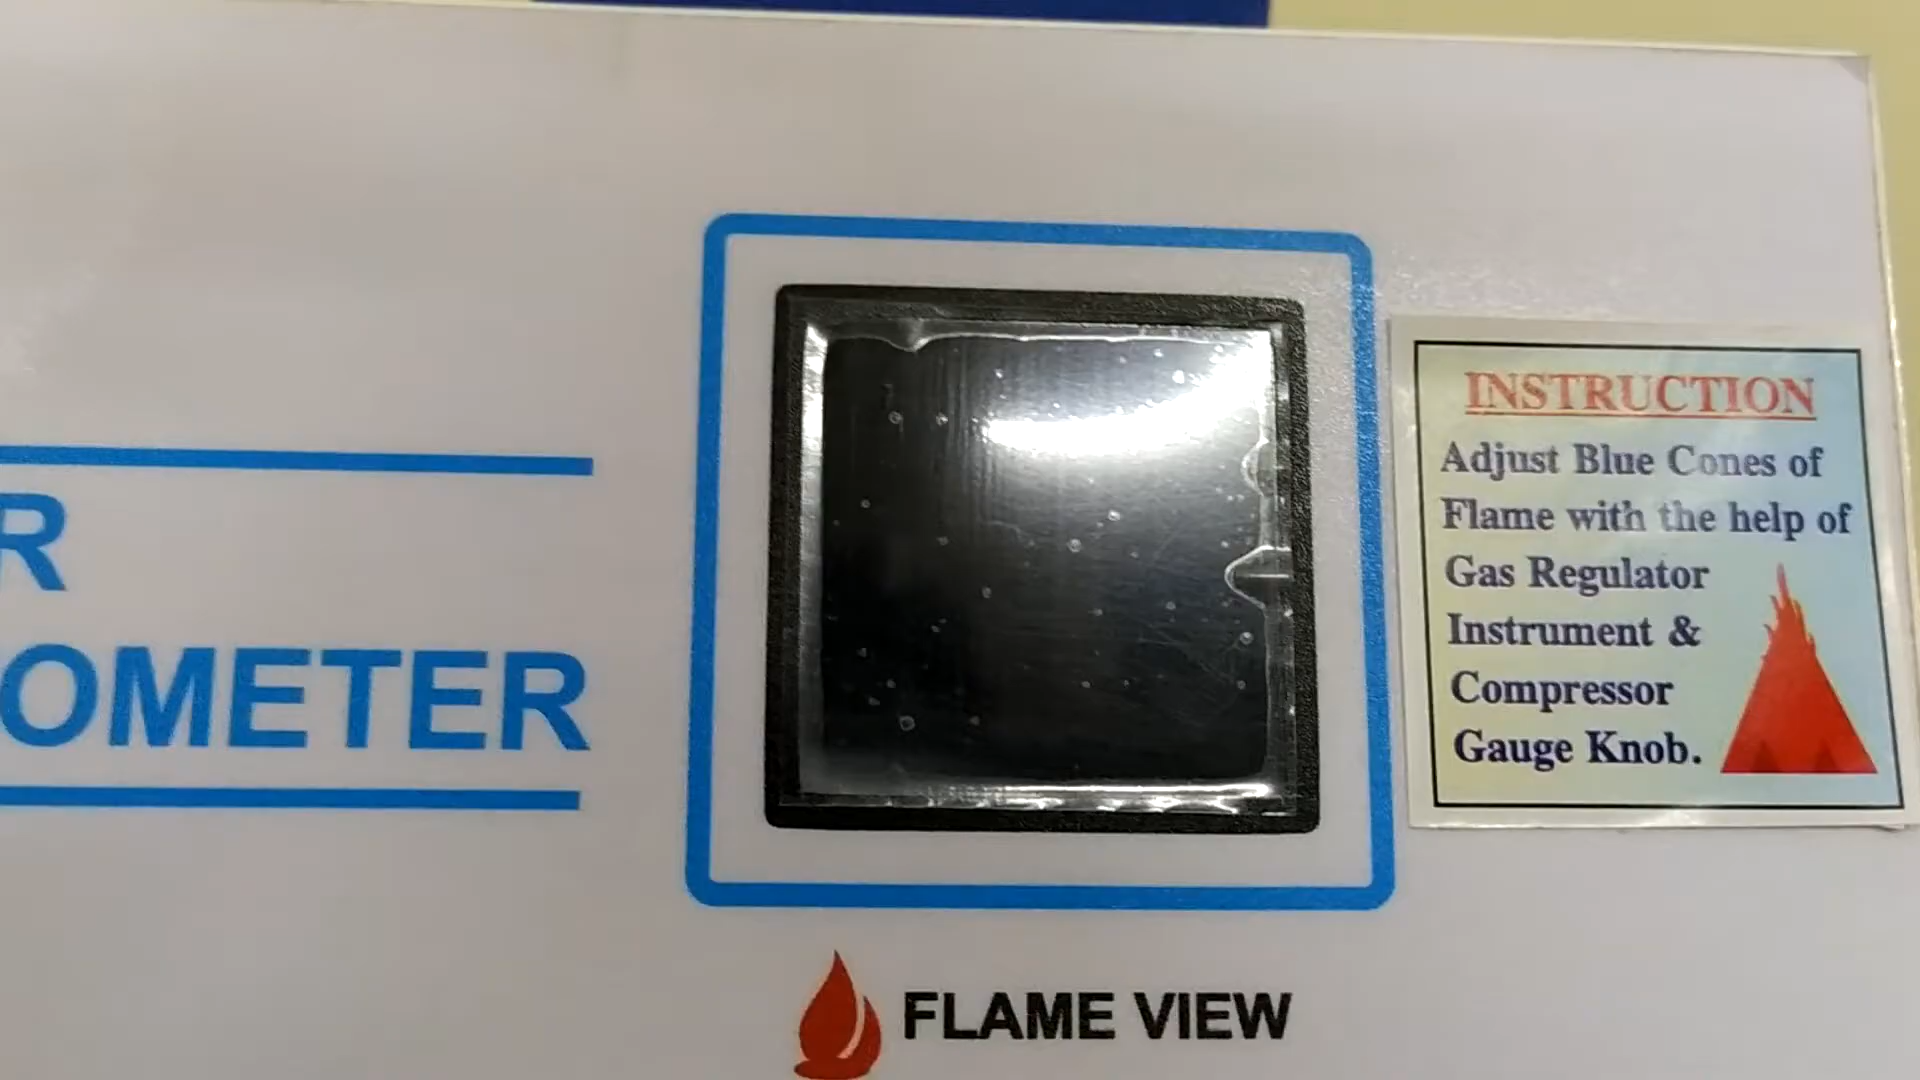 R
OMETER
INSTRUCTION
Adjust Blue Cones of
Flame with the help of
Gas Regulator
Instrument &
Compressor
Gauge Knob.
FLAME VIEW